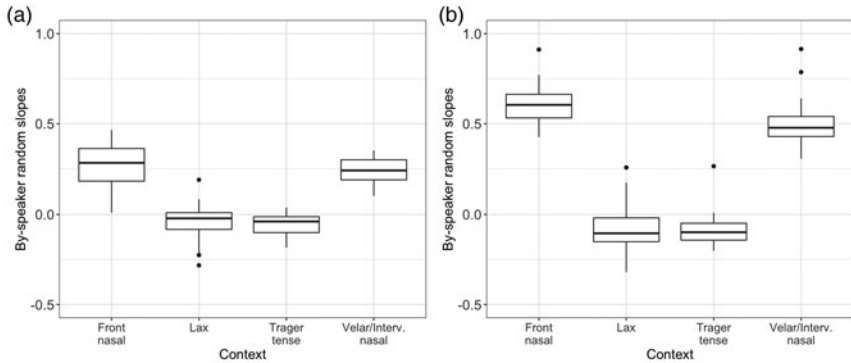 (a)
By-speaker random slopes
1.0
0.5
0.0
-0.5
Front nasal
Lax
Trager tense
Velar/Interv. nasal
Context
(b)
By-speaker random slopes
1.0
0.5
0.0
-0.5
Front nasal
Lax
Trager tense
Velar/Interv. nasal
Context